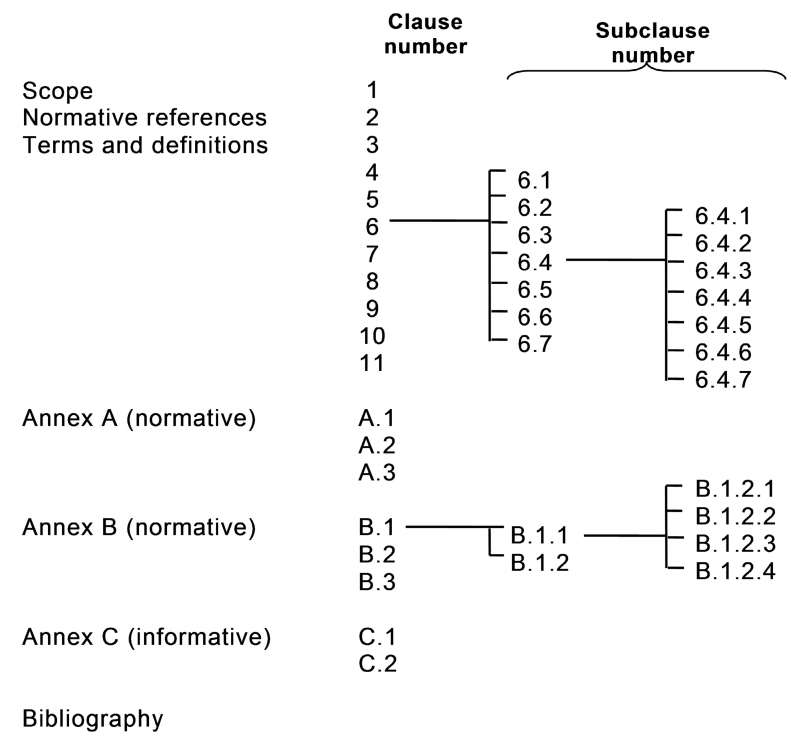 Clause number
Subclause number
Scope 1
Normative references 2
Terms and definitions 3
4
5
6
7
8
9
10
11
6.1
6.2
6.3
6.4
6.5
6.6
6.7
6.4.1
6.4.2
6.4.3
6.4.4
6.4.5
6.4.6
6.4.7
Annex A (normative) A.1
A.2
A.3
Annex B (normative) B.1
B.2
B.3
B.1.1
B.1.2
B.1.2.1
B.1.2.2
B.1.2.3
B.1.2.4
Annex C (informative) C.1
C.2
Bibliography